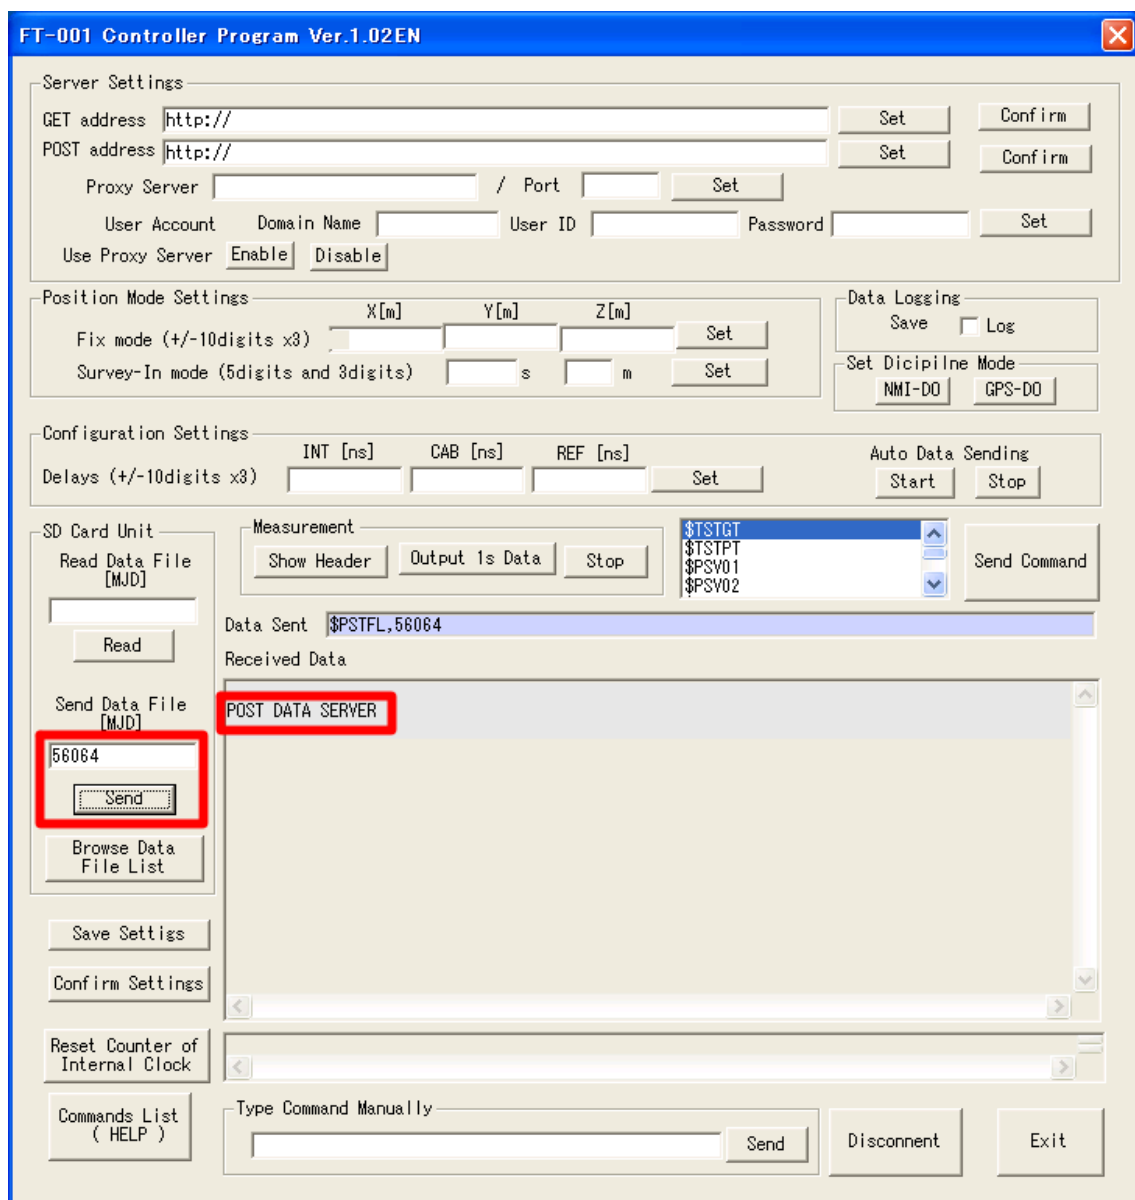 FT-001 Controller Program Ver.1.02EN
Server Settings
GET address http:// Set Confirm
POST address http:// Set Confirm
Proxy Server / Port Set
User Account Domain Name User ID Password Set
Use Proxy Server Enable Disable
Position Mode Settings
X[m] Y[m] Z[m]
Fix mode (+/-10digits x3) Set
Survey-In mode (5digits and 3digits) s m Set
Data Logging
Save Log
Set Dicipilne Mode
NMI-DO GPS-DO
Configuration Settings
INT [ns] CAB [ns] REF [ns]
Delays (+/-10digits x3) Set
Auto Data Sending
Start Stop
SD Card Unit
Read Data File
[MJD]
Read
Send Data File
[MJD]
56064
Send
Browse Data
File List
Measurement
Show Header Output 1s Data Stop
$TSTGT
$TSTPT
$PSV01
$PSV02
Send Command
Data Sent $PSTFL,56064
Received Data
POST DATA SERVER
Save Settigs
Confirm Settings
Reset Counter of
Internal Clock
Commands List
( HELP )
Type Command Manually
Send
Disconnent
Exit